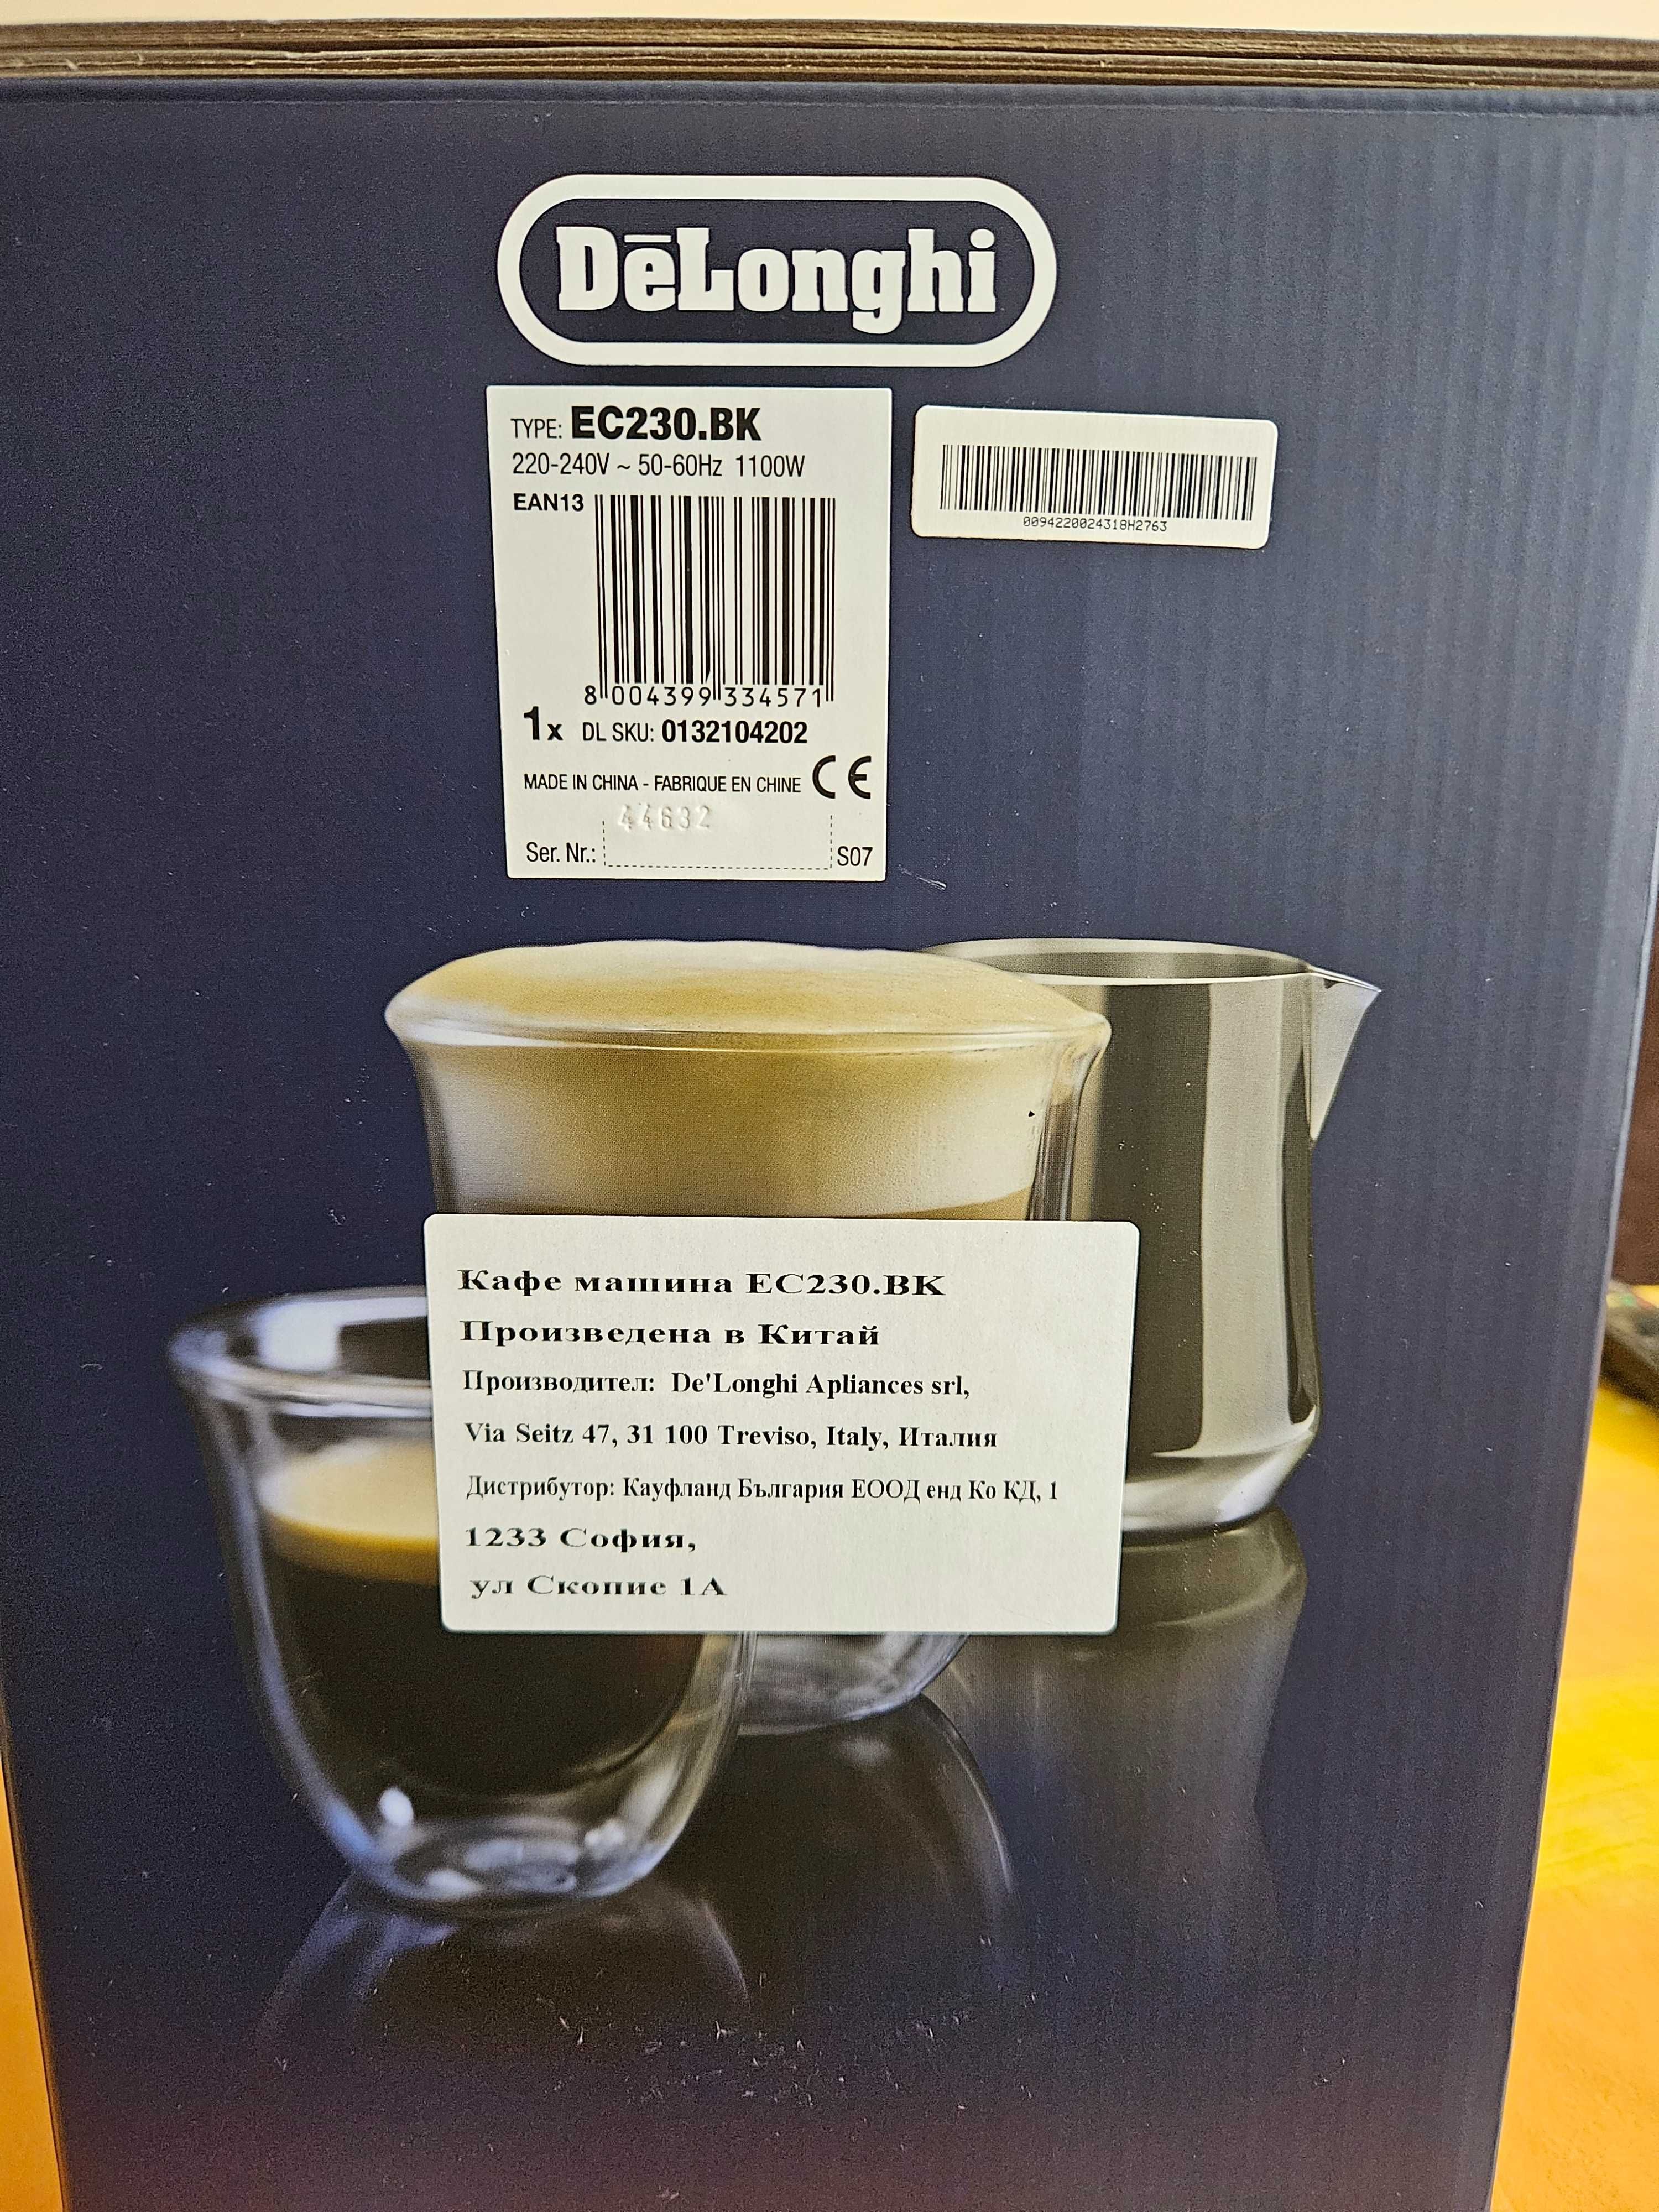 DēLonghi
TYPE: EC230.BK
220-240V ~ 50-60Hz 1100W
EAN13
8 004399 334571
1x DL SKU: 0132104202
MADE IN CHINA - FABRIQUE EN CHINE CE
44632
Ser. Nr.: S07
0094220024318H2763
Кафе машина EC230.BK
Произведена в Китай
Производител: De'Longhi Apliances srl,
Via Seitz 47, 31 100 Treviso, Italy, Италия
Дистрибутор: Кауфланд България ЕООД енд Ко КД, 1
1233 София,
ул Скопие 1А